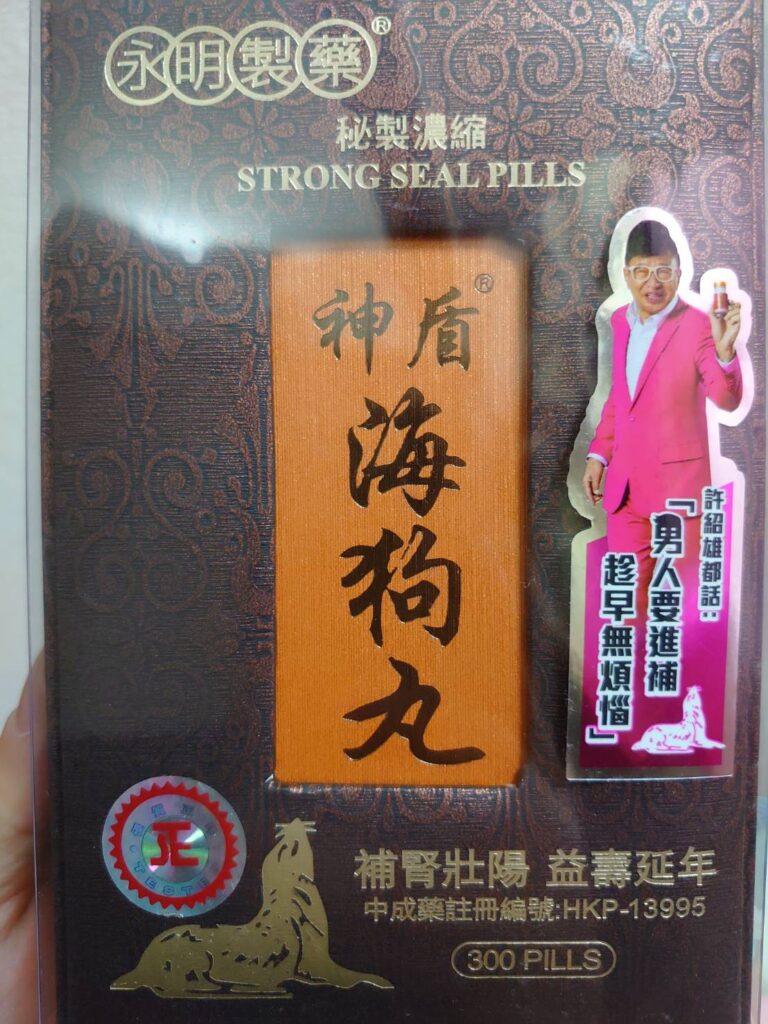 永明製藥®
秘製濃縮
STRONG SEAL PILLS
神盾®
海狗丸
許紹雄都話:
「男人要進補
趁早無煩惱」
補腎壯陽 益壽延年
中成藥註冊編號:HKP-13995
300 PILLS